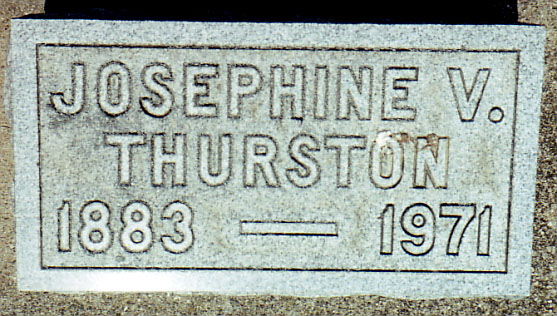 JOSEPHINE V.
THURSTON
1883 — 1971